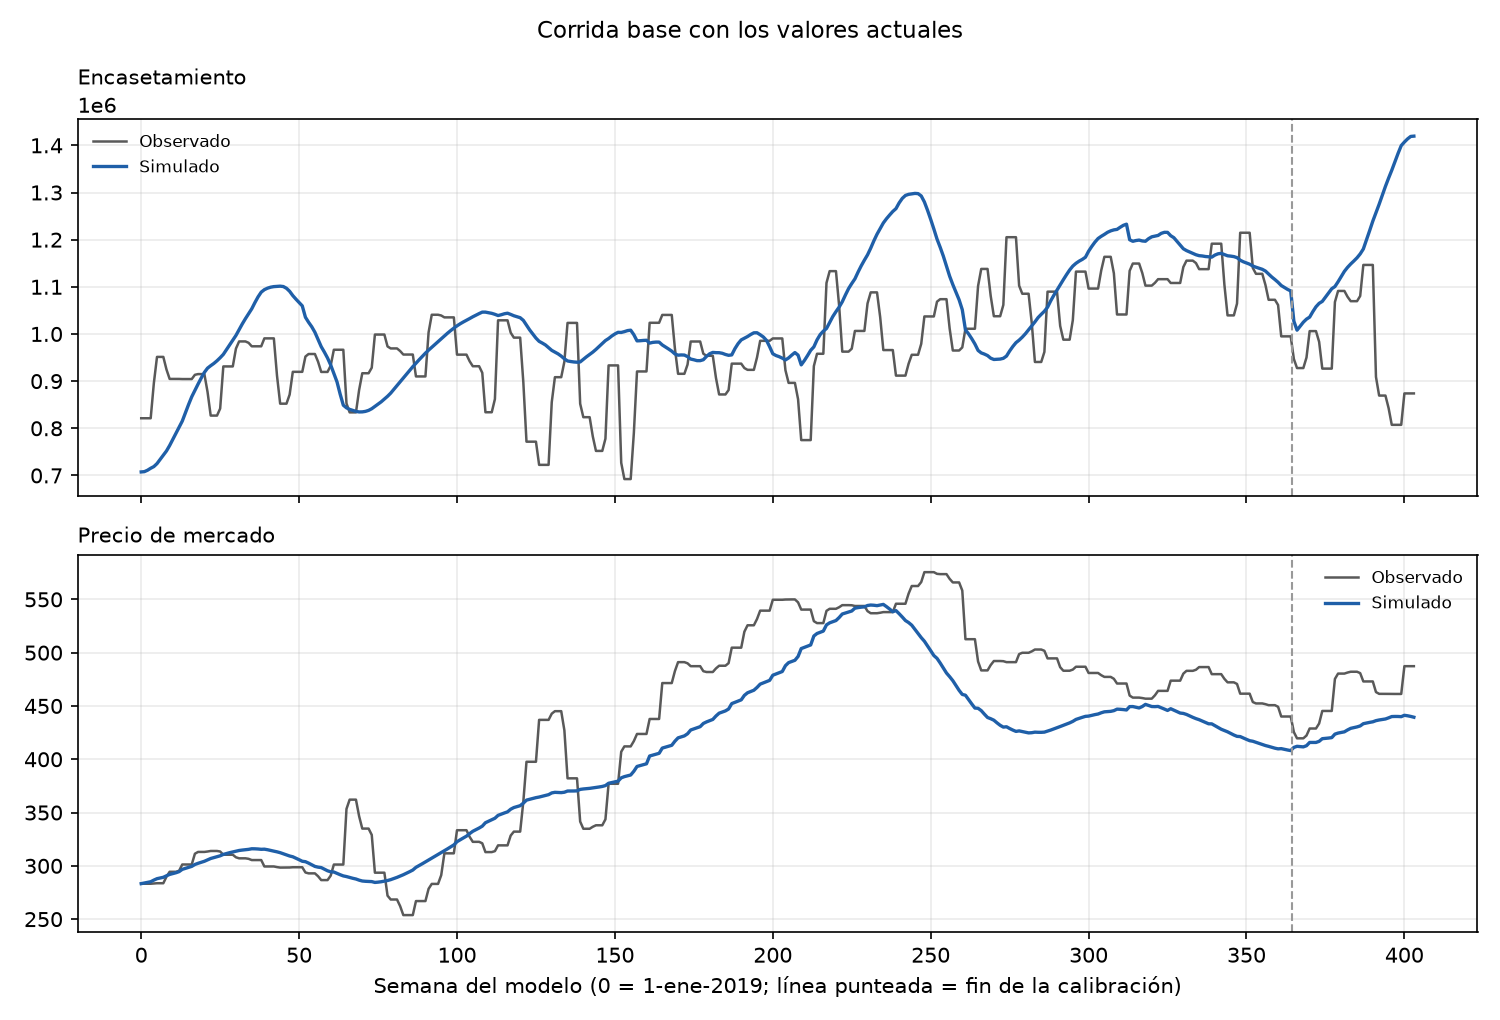 Corrida base con los valores actuales
Encasetamiento
1e6
Observado
Simulado
1.4
1.3
1.2
1.1
1.0
0.9
0.8
0.7
Precio de mercado
Observado
Simulado
550
500
450
400
350
300
250
0 50 100 150 200 250 300 350 400
Semana del modelo (0 = 1-ene-2019; línea punteada = fin de la calibración)